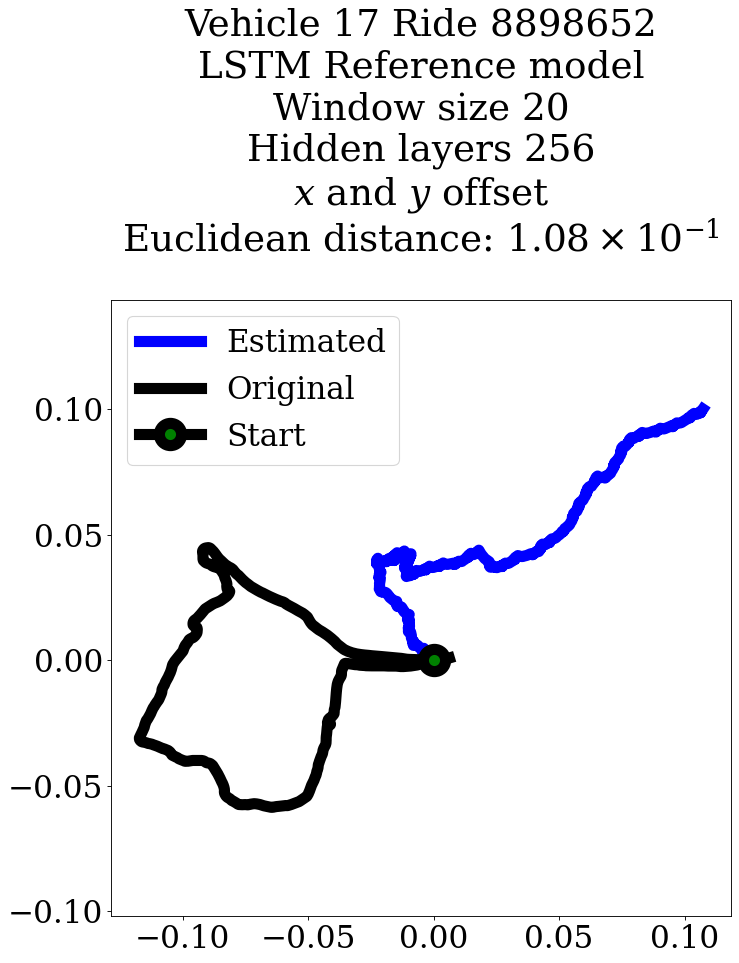 Vehicle 17 Ride 8898652
LSTM Reference model
Window size 20
Hidden layers 256
x and y offset
Euclidean distance: 1.08 × 10⁻¹
Estimated
Original
Start
0.10
0.05
0.00
−0.05
−0.10
−0.10 −0.05 0.00 0.05 0.10